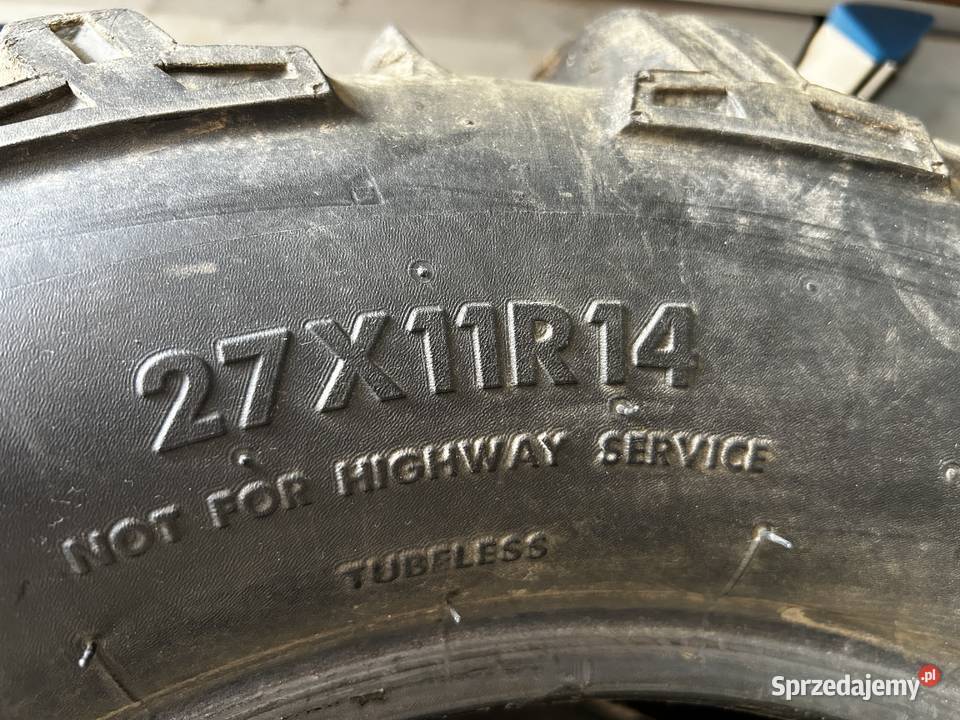 27X11R14
NOT FOR HIGHWAY SERVICE
TUBELESS
Sprzedajemy.pl